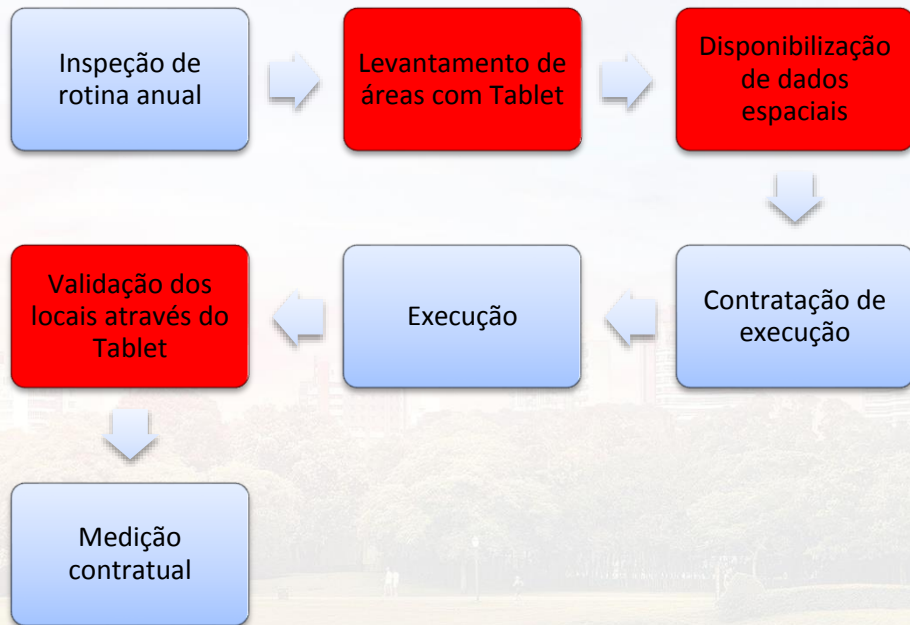 Inspeção de
rotina anual
Levantamento de
áreas com Tablet
Disponibilização
de dados
espaciais
Contratação de
execução
Execução
Validação dos
locais através do
Tablet
Medição
contratual